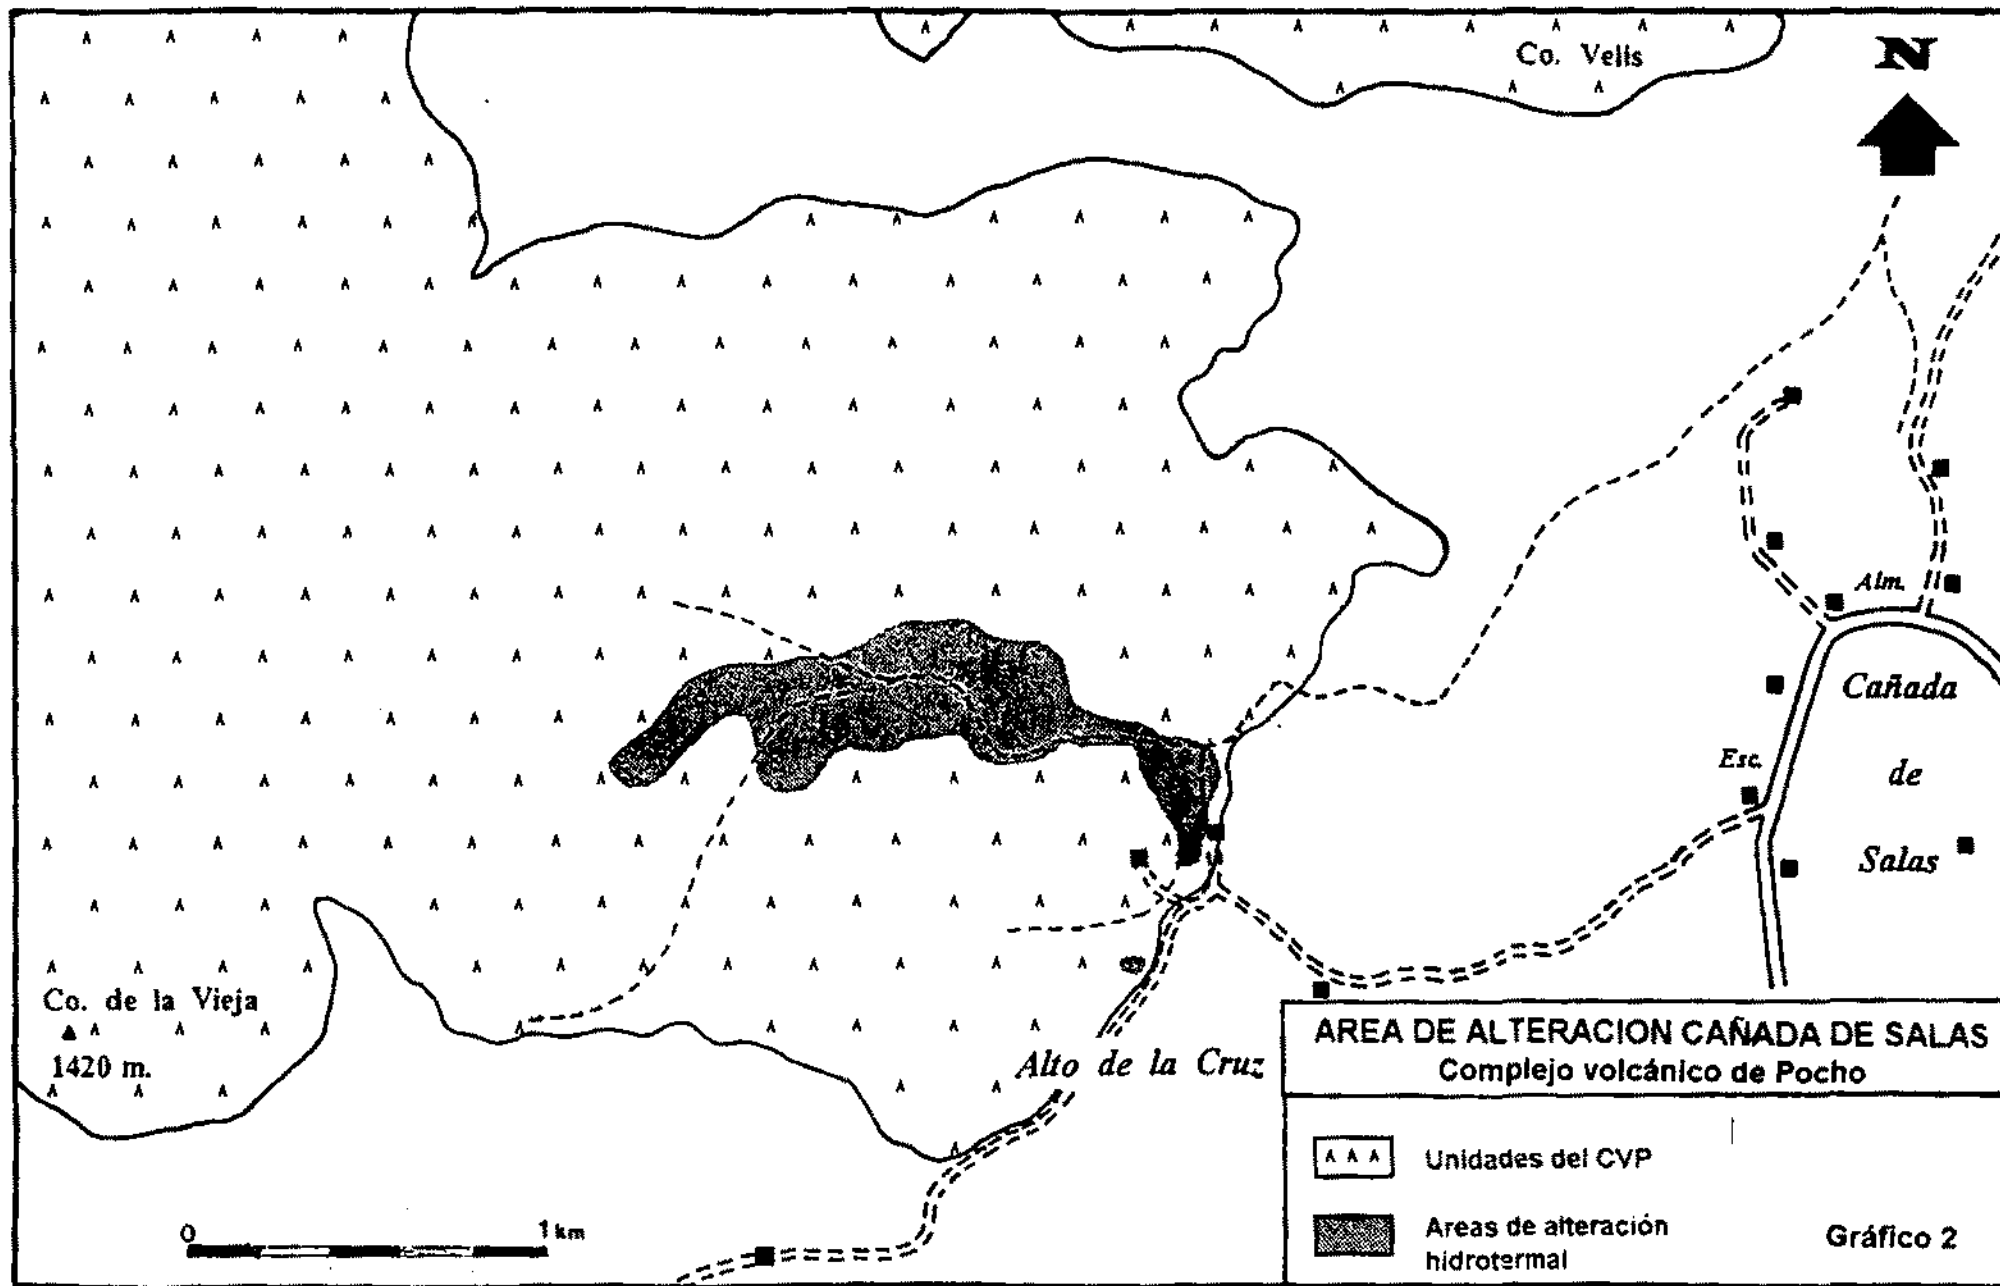 Co. Velis
N
Alm.
Cañada
de
Salas
Esc.
Co. de la Vieja
1420 m.
Alto de la Cruz
AREA DE ALTERACION CAÑADA DE SALAS
Complejo volcánico de Pocho
Unidades del CVP
Areas de alteración
hidrotermal
Gráfico 2
0 1 km